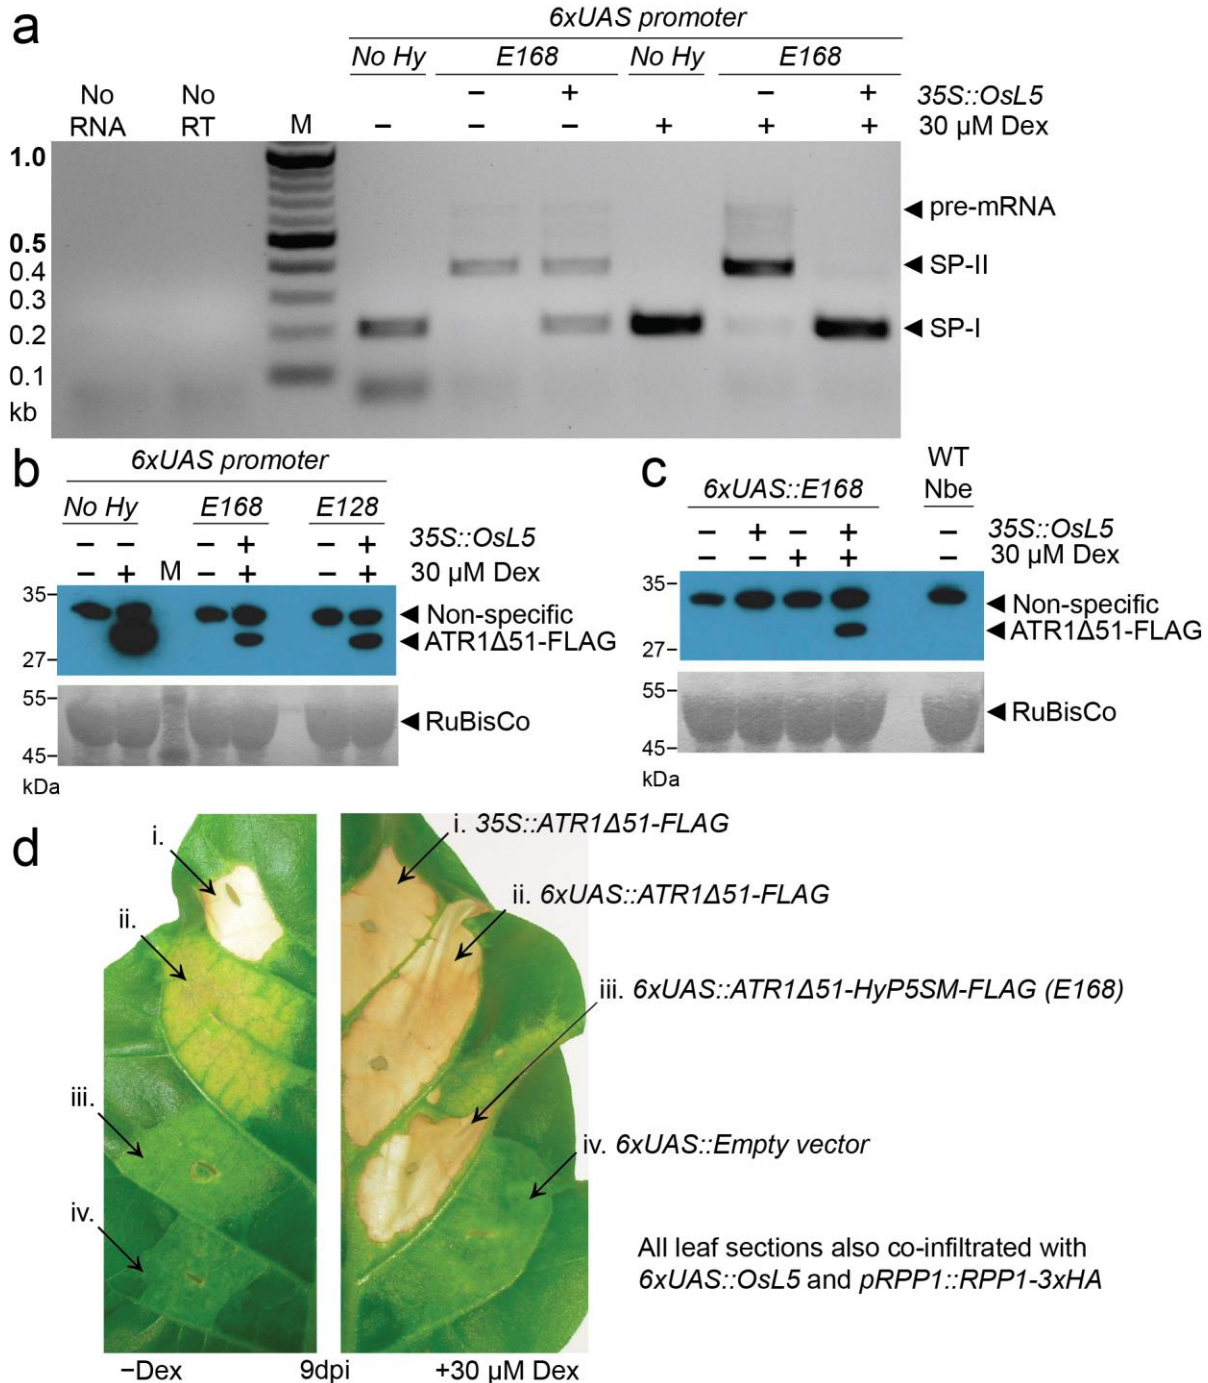 a
6xUAS promoter
No Hy E168 No Hy E168
− + − + 35S::OsL5
No RNA No RT M − − − + + + 30 µM Dex
1.0
0.5
0.4
0.3
0.2
0.1
kb
pre-mRNA
SP-II
SP-I
b
6xUAS promoter
No Hy E168 E128
− − − + − + 35S::OsL5
− + M − + − + 30 µM Dex
35
27
Non-specific
ATR1Δ51-FLAG
55
45
kDa
RuBisCo
c
6xUAS::E168 WT Nbe
− + − + − 35S::OsL5
− − + + − 30 µM Dex
35
27
Non-specific
ATR1Δ51-FLAG
55
45
kDa
RuBisCo
d
i.
ii.
iii.
iv.
i. 35S::ATR1Δ51-FLAG
ii. 6xUAS::ATR1Δ51-FLAG
iii. 6xUAS::ATR1Δ51-HyP5SM-FLAG (E168)
iv. 6xUAS::Empty vector
All leaf sections also co-infiltrated with
6xUAS::OsL5 and pRPP1::RPP1-3xHA
−Dex 9dpi +30 µM Dex